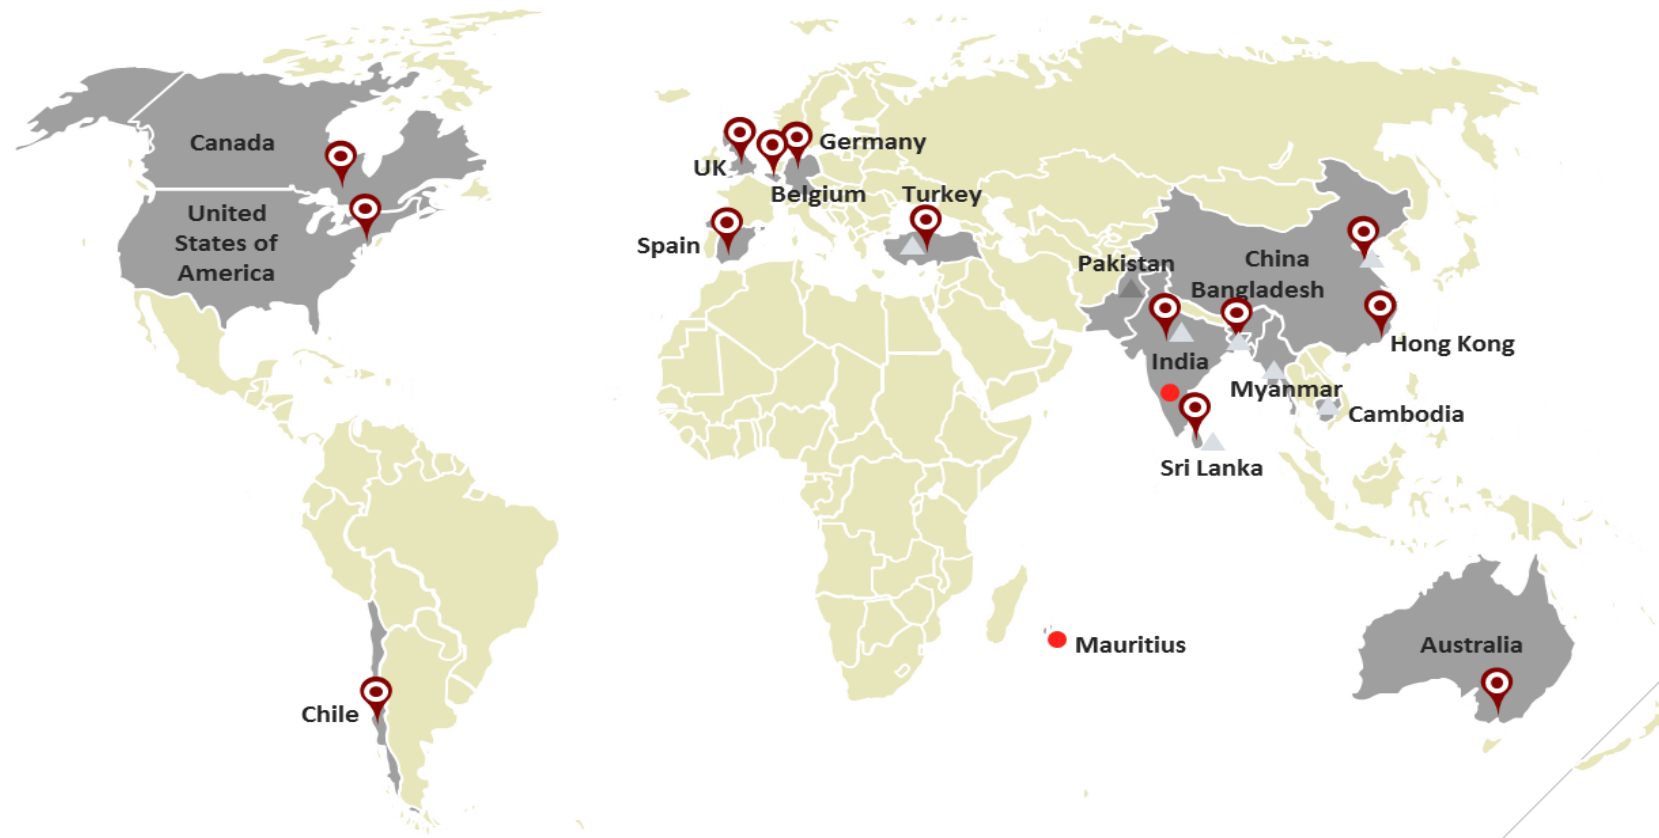 Canada
United
States of
America
Chile
UK
Germany
Belgium
Turkey
Spain
Pakistan
China
Bangladesh
India
Hong Kong
Myanmar
Cambodia
Sri Lanka
Mauritius
Australia